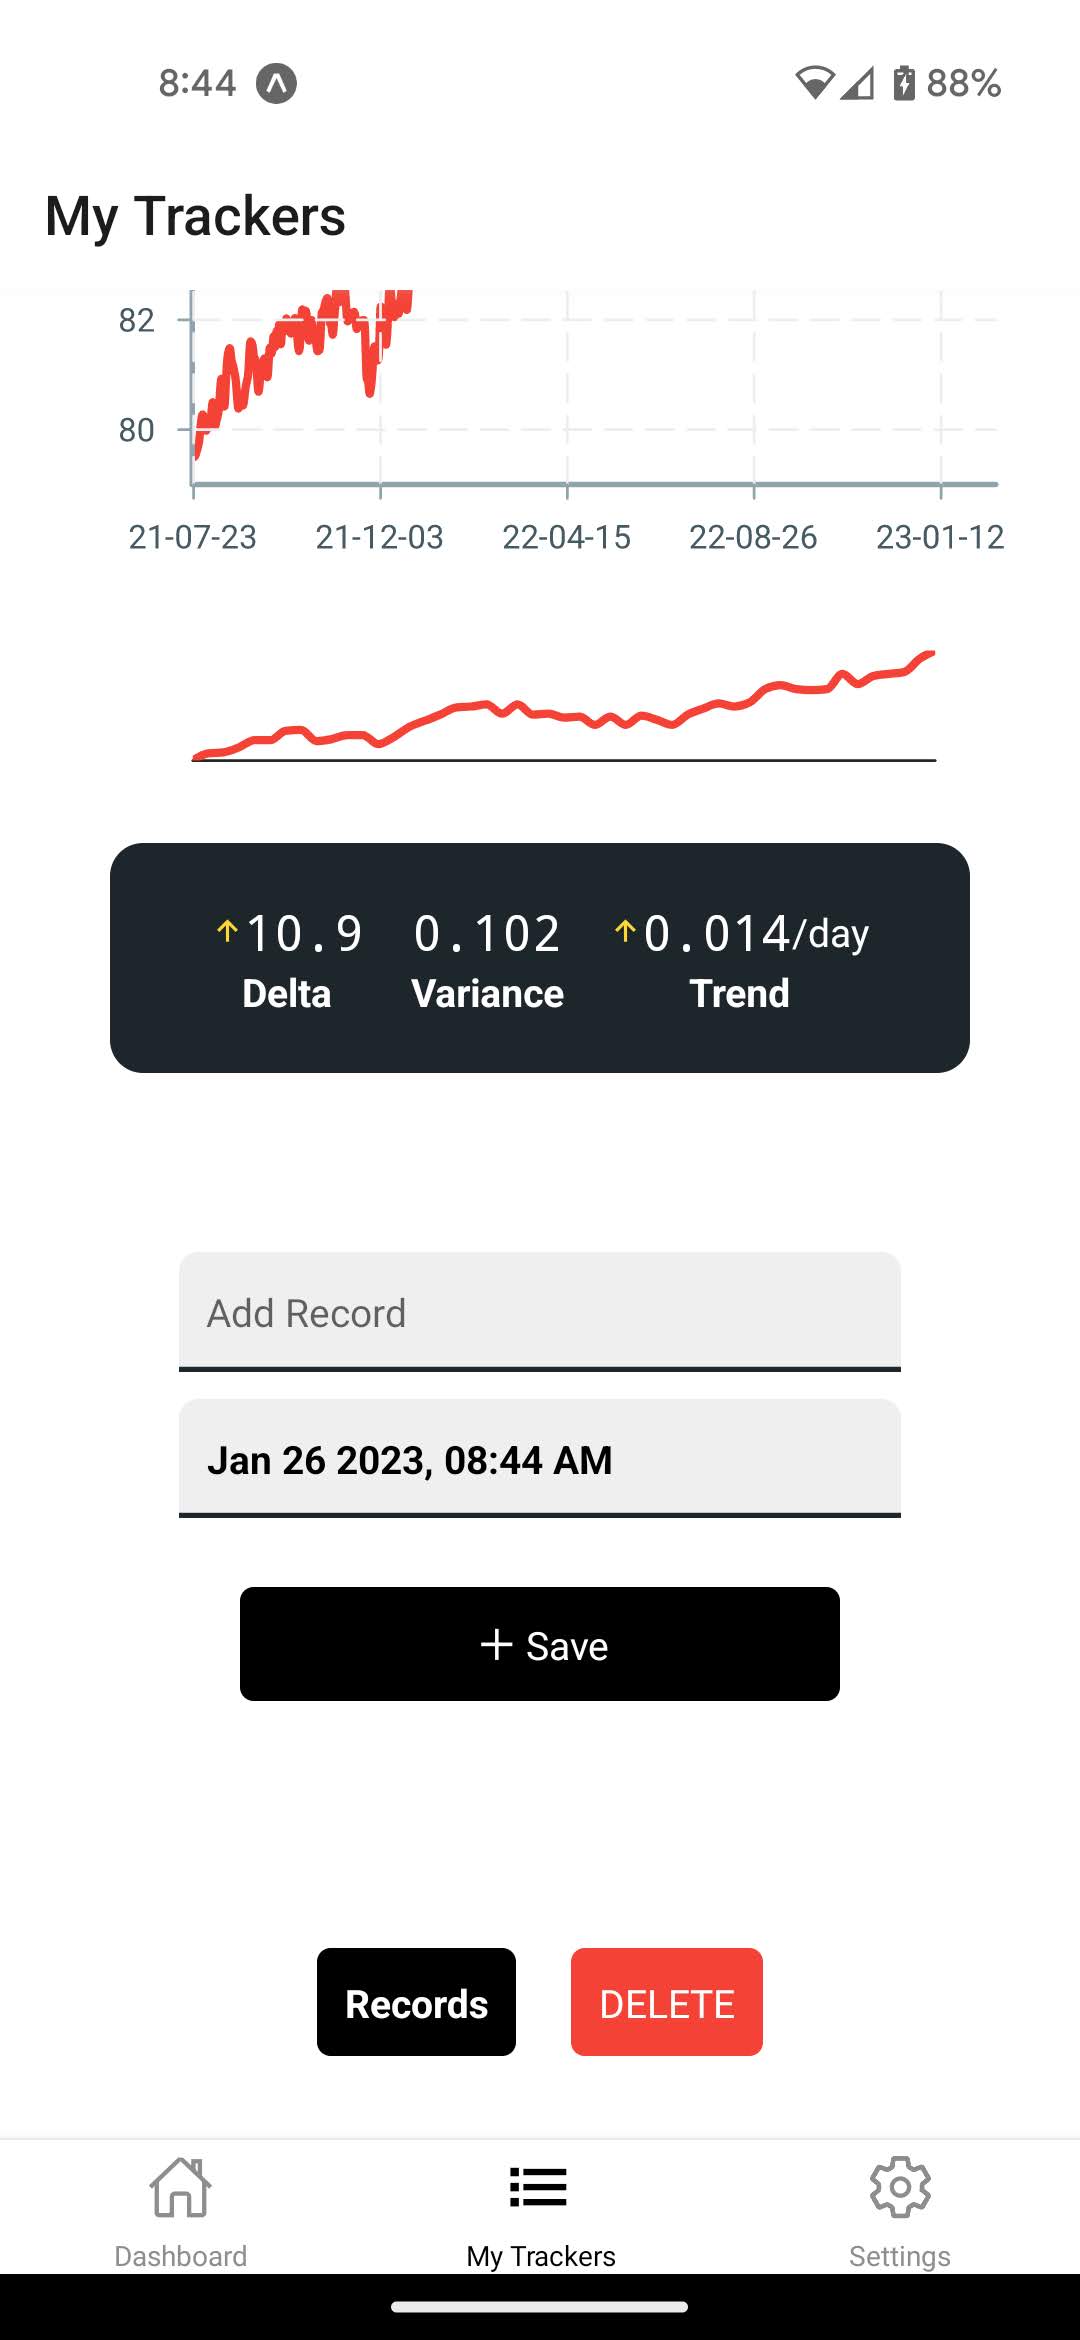 8:44 88%
My Trackers
82
80
21-07-23 21-12-03 22-04-15 22-08-26 23-01-12
↑10.9 0.102 ↑0.014/day
Delta Variance Trend
Add Record
Jan 26 2023, 08:44 AM
+ Save
Records DELETE
Dashboard My Trackers Settings